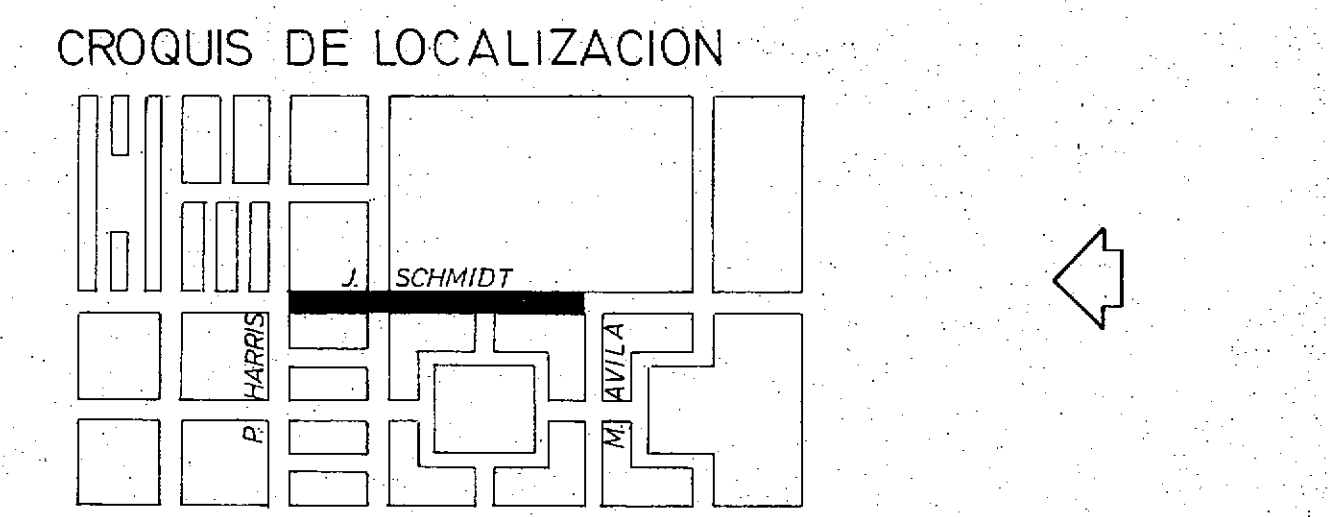 CROQUIS DE LOCALIZACION
J. SCHMIDT
P. HARRIS
M. AVILA